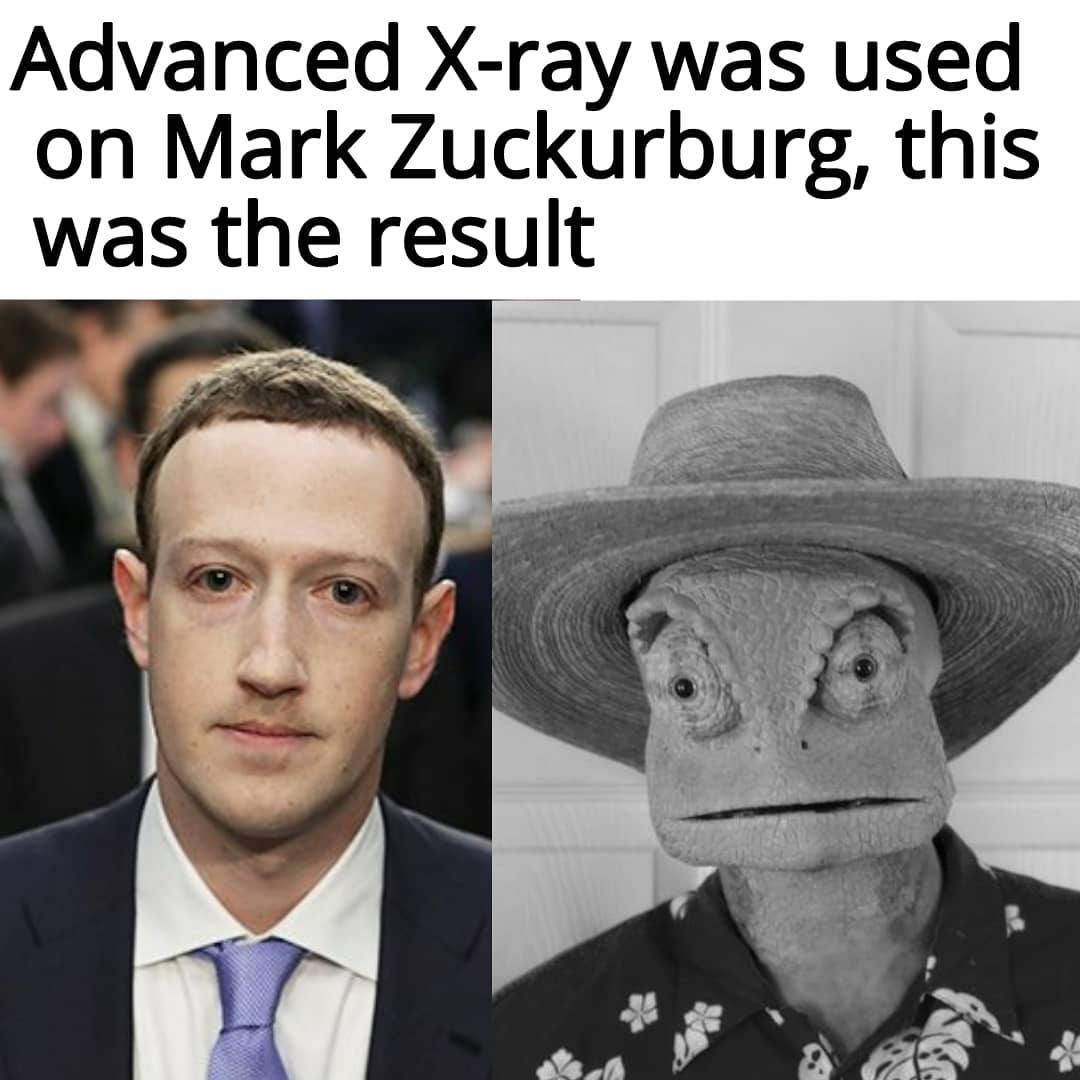 Advanced X-ray was used
on Mark Zuckurburg, this
was the result